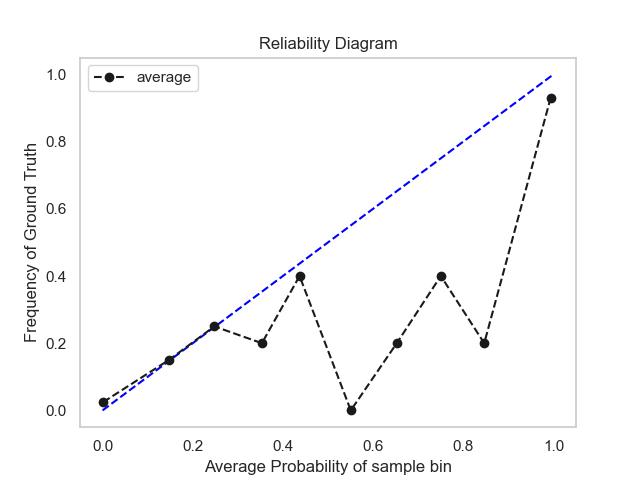 Reliability Diagram
average
1.0
0.8
0.6
0.4
0.2
0.0
Frequency of Ground Truth
0.0 0.2 0.4 0.6 0.8 1.0
Average Probability of sample bin